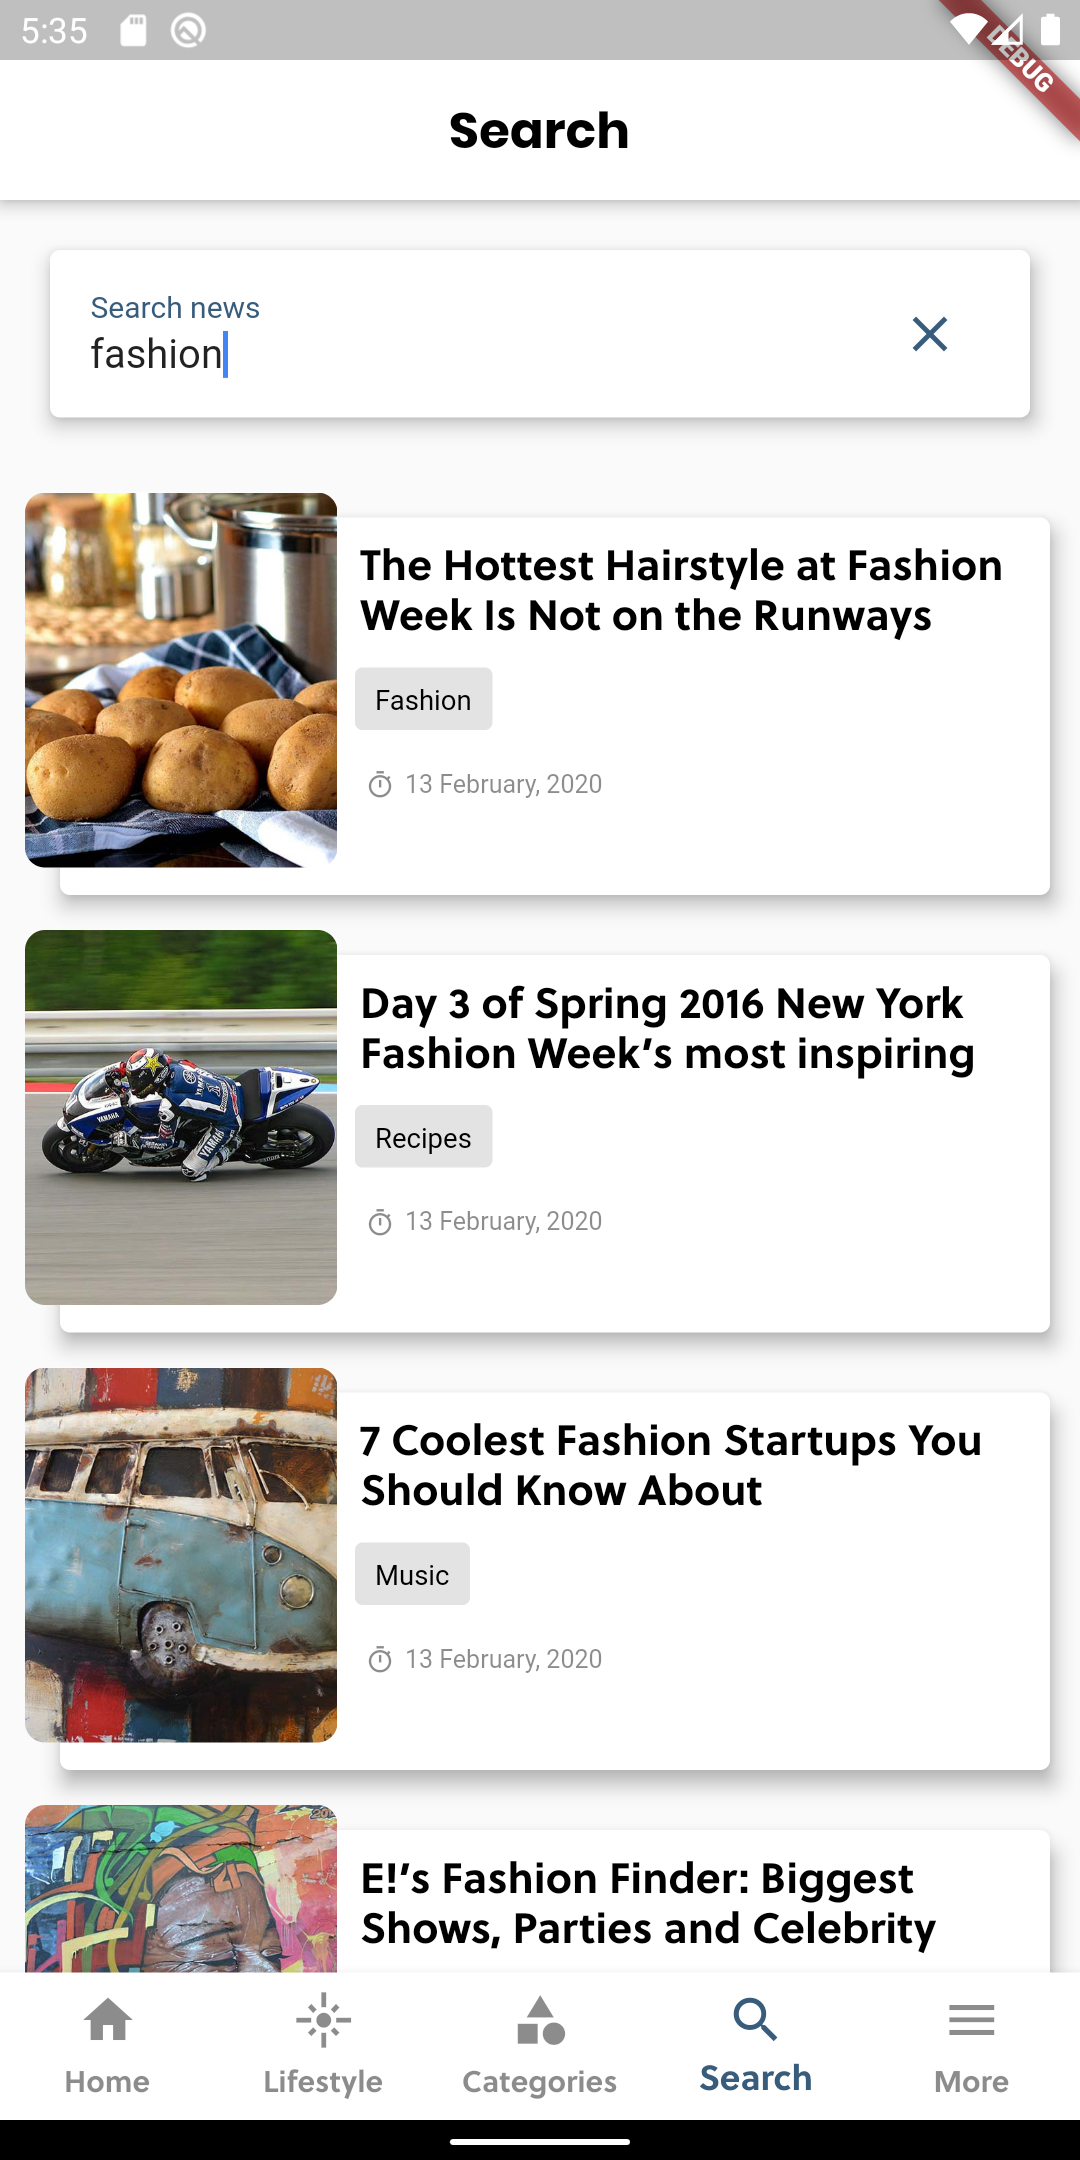 5:35
DEBUG
Search
Search news
fashion
The Hottest Hairstyle at Fashion
Week Is Not on the Runways
Fashion
13 February, 2020
Day 3 of Spring 2016 New York
Fashion Week's most inspiring
Recipes
13 February, 2020
YAMAHA
YAMAH
7 Coolest Fashion Startups You
Should Know About
Music
13 February, 2020
E!'s Fashion Finder: Biggest
Shows, Parties and Celebrity
Home
Lifestyle
Categories
Search
More